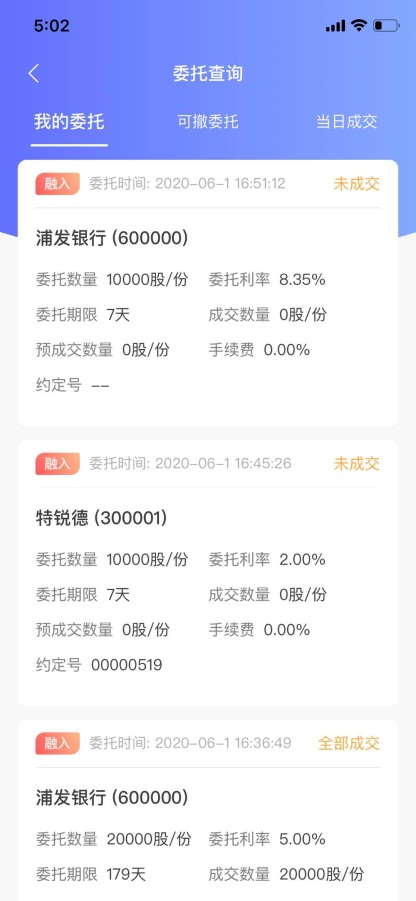 5:02
委托查询
我的委托 可撤委托 当日成交
融入 委托时间: 2020-06-1 16:51:12 未成交
浦发银行 (600000)
委托数量 10000股/份 委托利率 8.35%
委托期限 7天 成交数量 0股/份
预成交数量 0股/份 手续费 0.00%
约定号 --
融入 委托时间: 2020-06-1 16:45:26 未成交
特锐德 (300001)
委托数量 10000股/份 委托利率 2.00%
委托期限 7天 成交数量 0股/份
预成交数量 0股/份 手续费 0.00%
约定号 00000519
融入 委托时间: 2020-06-1 16:36:49 全部成交
浦发银行 (600000)
委托数量 20000股/份 委托利率 5.00%
委托期限 179天 成交数量 20000股/份